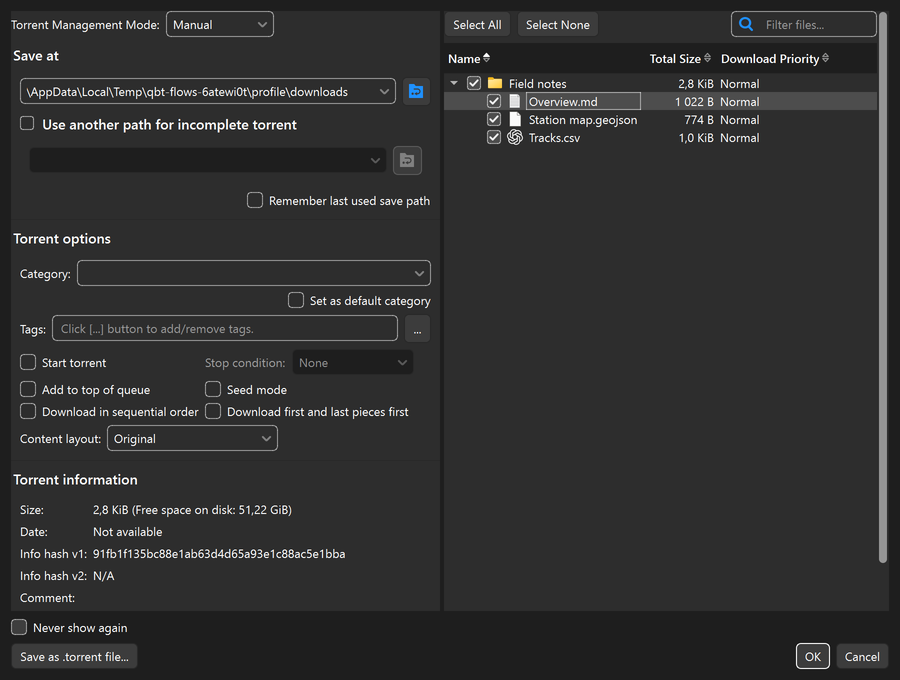 Torrent Management Mode: Manual
Save at
\AppData\Local\Temp\qbt-flows-6atewi0t\profile\downloads
Use another path for incomplete torrent
Remember last used save path
Torrent options
Category:
Set as default category
Tags: Click [...] button to add/remove tags. ...
Start torrent Stop condition: None
Add to top of queue Seed mode
Download in sequential order Download first and last pieces first
Content layout: Original
Torrent information
Size: 2,8 KiB (Free space on disk: 51,22 GiB)
Date: Not available
Info hash v1: 91fb1f135bc88e1ab63d4d65a93e1c88ac5e1bba
Info hash v2: N/A
Comment:
Select All Select None Filter files...
Name Total Size Download Priority
Field notes 2,8 KiB Normal
Overview.md 1 022 B Normal
Station map.geojson 774 B Normal
Tracks.csv 1,0 KiB Normal
Never show again
Save as .torrent file... OK Cancel